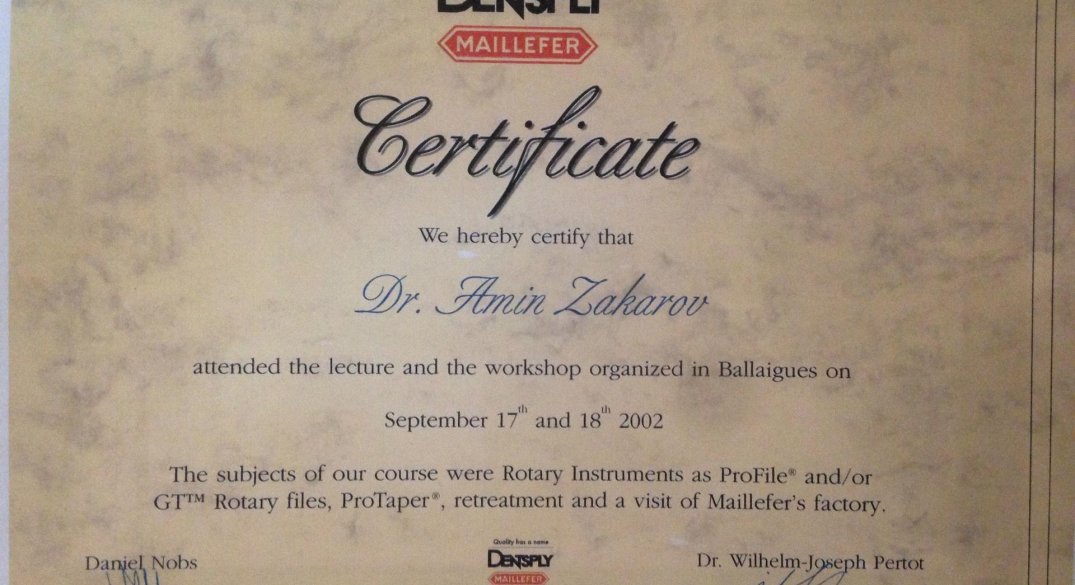 DENTSPLY
MAILLEFER
Certificate
We hereby certify that
Dr. Amin Zakarov
attended the lecture and the workshop organized in Ballaigues on
September 17th and 18th 2002
The subjects of our course were Rotary Instruments as ProFile® and/or
GT™ Rotary files, ProTaper®, retreatment and a visit of Maillefer's factory.
Quality has a name
Daniel Nobs
DENTSPLY
Dr. Wilhelm-Joseph Pertot
MAILLEFER